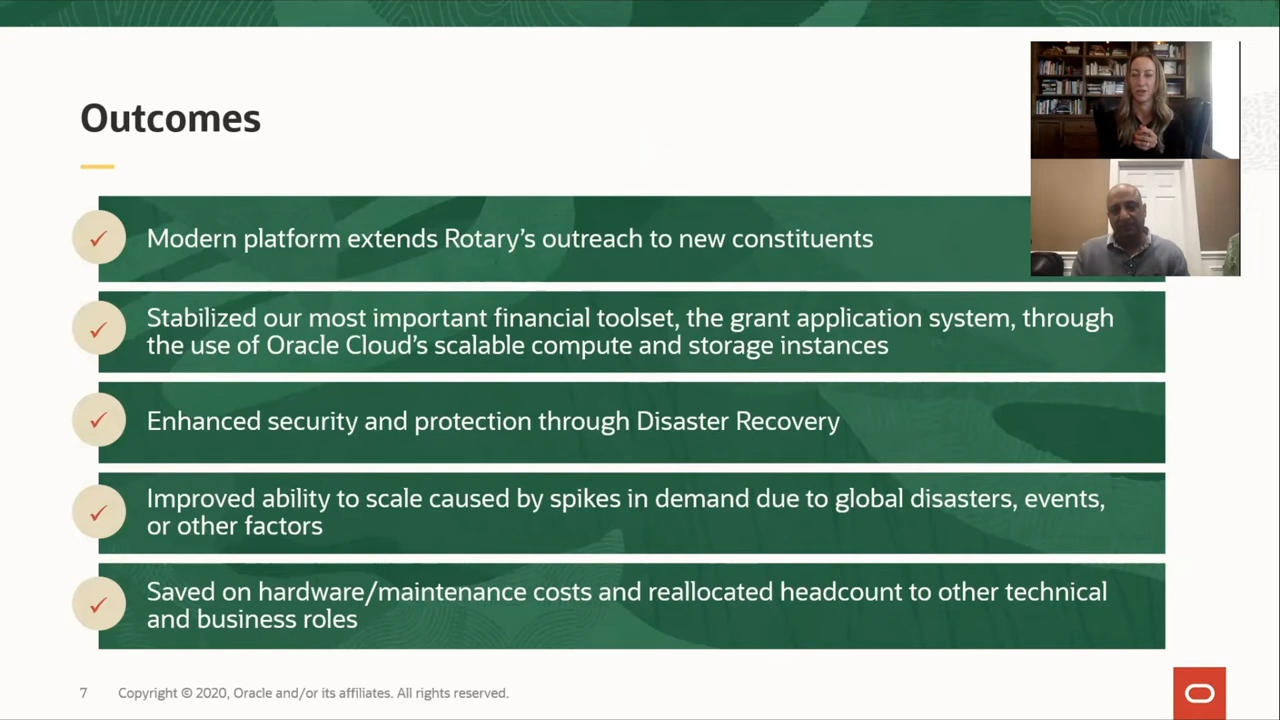 Outcomes
Modern platform extends Rotary’s outreach to new constituents
Stabilized our most important financial toolset, the grant application system, through
the use of Oracle Cloud’s scalable compute and storage instances
Enhanced security and protection through Disaster Recovery
Improved ability to scale caused by spikes in demand due to global disasters, events,
or other factors
Saved on hardware/maintenance costs and reallocated headcount to other technical
and business roles
7 Copyright © 2020, Oracle and/or its affiliates. All rights reserved.